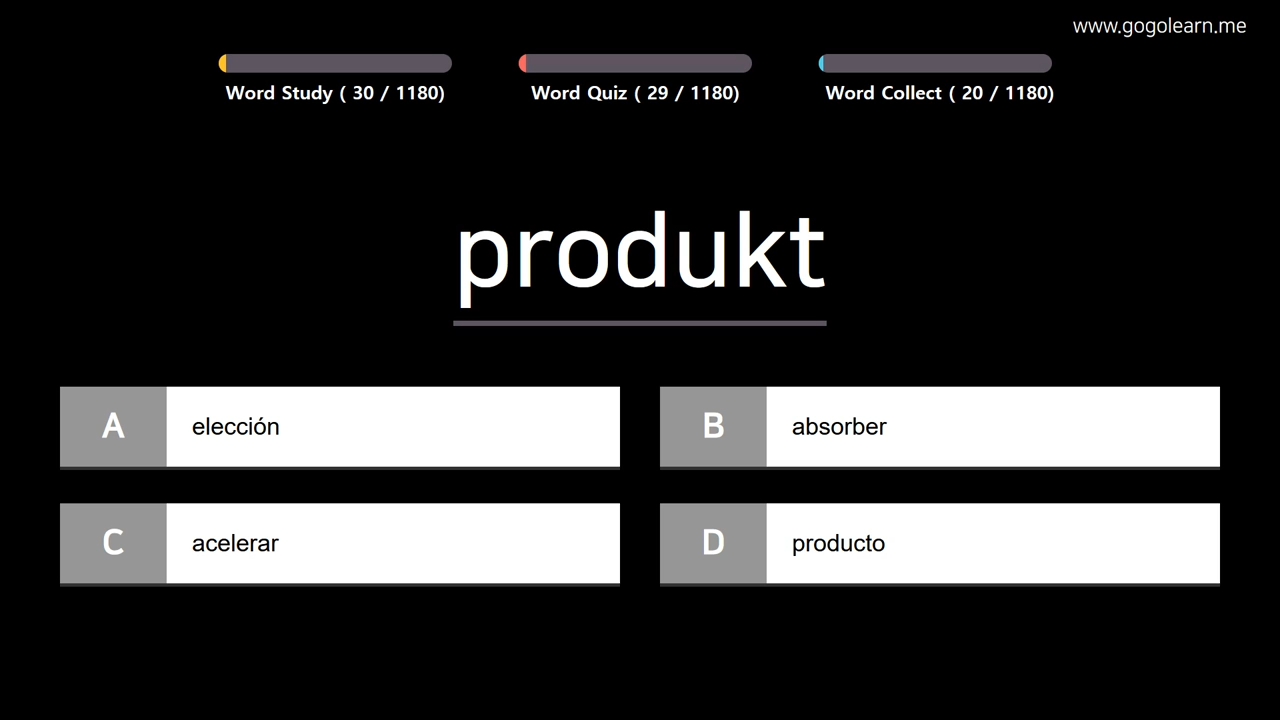 www.gogolearn.me
Word Study ( 30 / 1180)
Word Quiz ( 29 / 1180)
Word Collect ( 20 / 1180)
produkt
A elección
B absorber
C acelerar
D producto